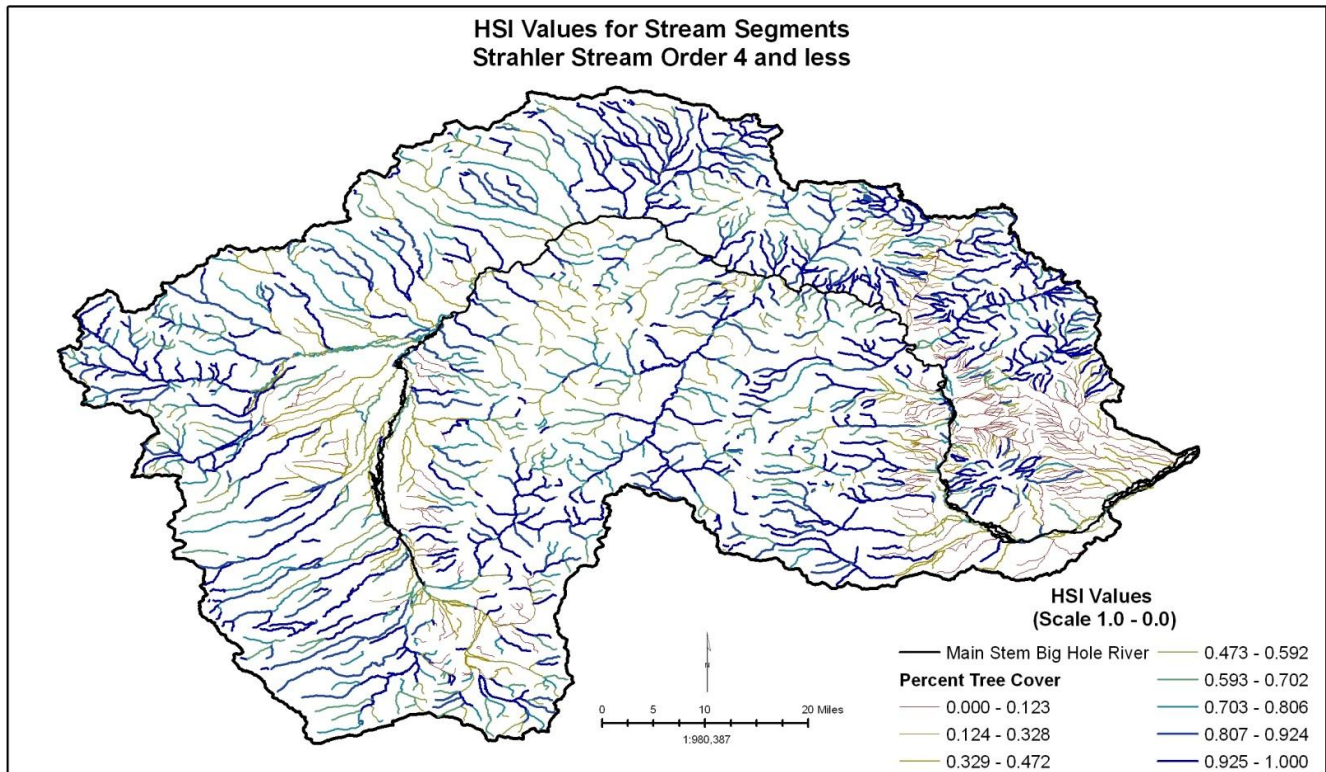 HSI Values for Stream Segments
Strahler Stream Order 4 and less
N
0 5 10 20 Miles
1:980,387
HSI Values
(Scale 1.0 - 0.0)
Main Stem Big Hole River
Percent Tree Cover
0.000 - 0.123
0.124 - 0.328
0.329 - 0.472
0.473 - 0.592
0.593 - 0.702
0.703 - 0.806
0.807 - 0.924
0.925 - 1.000